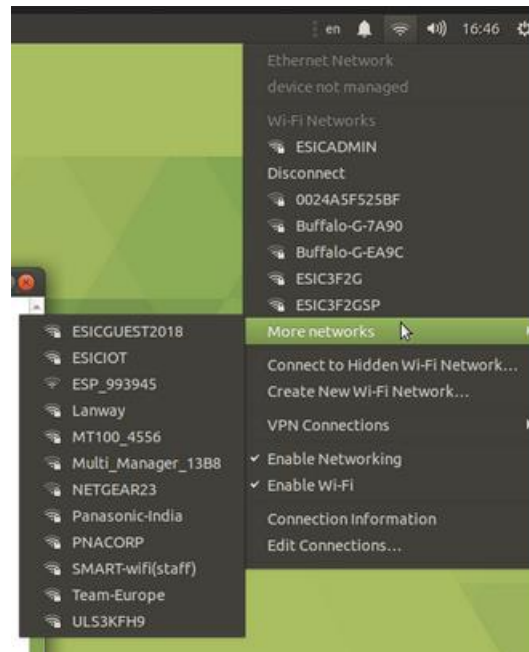 en 16:46
Ethernet Network
device not managed
Wi-Fi Networks
ESICADMIN
Disconnect
0024A5F525BF
Buffalo-G-7A90
Buffalo-G-EA9C
ESIC3F2G
ESIC3F2GSP
More networks
ESICGUEST2018
ESICIOT
ESP_993945
Lanway
MT100_4556
Multi_Manager_13B8
NETGEAR23
Panasonic-India
PNACORP
SMART-wifi(staff)
Team-Europe
ULS3KFH9
Connect to Hidden Wi-Fi Network...
Create New Wi-Fi Network...
VPN Connections
Enable Networking
Enable Wi-Fi
Connection Information
Edit Connections...